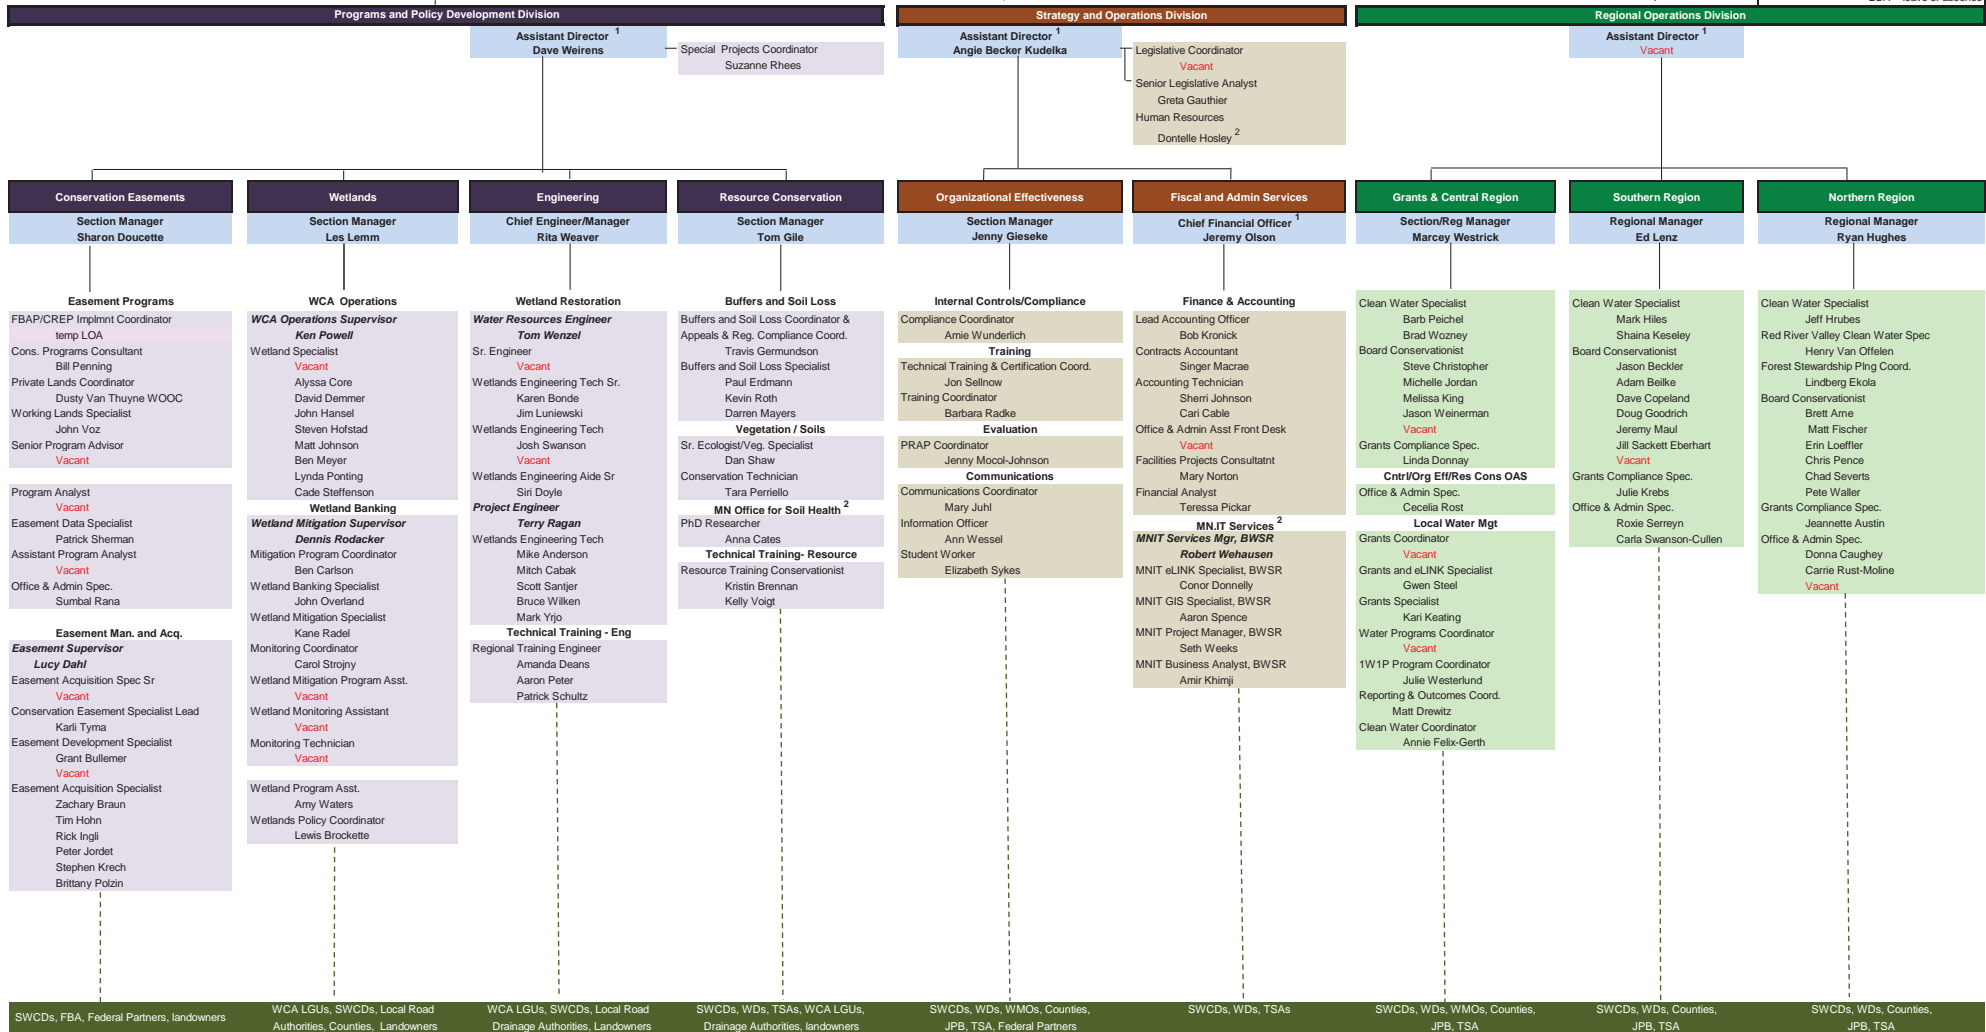 Programs and Policy Development Division
Assistant Director 1
Dave Weirens
Special Projects Coordinator
Suzanne Rhees
Strategy and Operations Division
Assistant Director 1
Angie Becker Kudelka
Legislative Coordinator
Vacant
Senior Legislative Analyst
Greta Gauthier
Human Resources
Dontelle Hosley 2
Regional Operations Division
Assistant Director 1
Vacant
Conservation Easements
Section Manager
Sharon Doucette
Easement Programs
FBAP/CREP Implmnt Coordinator
temp LOA
Cons. Programs Consultant
Bill Penning
Private Lands Coordinator
Dusty Van Thuyne WOOC
Working Lands Specialist
John Voz
Senior Program Advisor
Vacant
Program Analyst
Vacant
Easement Data Specialist
Patrick Sherman
Assistant Program Analyst
Vacant
Office & Admin Spec.
Sumbal Rana
Easement Man. and Acq.
Easement Supervisor
Lucy Dahl
Easement Acquisition Spec Sr
Vacant
Conservation Easement Specialist Lead
Karli Tyma
Easement Development Specialist
Grant Bullemer
Vacant
Easement Acquisition Specialist
Zachary Braun
Tim Hohn
Rick Ingli
Peter Jordet
Stephen Krech
Brittany Polzin
SWCDs, FBA, Federal Partners, landowners
Wetlands
Section Manager
Les Lemm
WCA Operations
WCA Operations Supervisor
Ken Powell
Wetland Specialist
Vacant
Alyssa Core
David Demmer
John Hansel
Steven Hofstad
Matt Johnson
Ben Meyer
Lynda Ponting
Cade Steffenson
Wetland Banking
Wetland Mitigation Supervisor
Dennis Rodacker
Mitigation Program Coordinator
Ben Carlson
Wetland Banking Specialist
John Overland
Wetland Mitigation Specialist
Kane Radel
Monitoring Coordinator
Carol Strojny
Wetland Mitigation Program Asst.
Vacant
Wetland Monitoring Assistant
Vacant
Monitoring Technician
Vacant
Wetland Program Asst.
Amy Waters
Wetlands Policy Coordinator
Lewis Brockette
WCA LGUs, SWCDs, Local Road
Authorities, Counties, Landowners
Engineering
Chief Engineer/Manager
Rita Weaver
Wetland Restoration
Water Resources Engineer
Tom Wenzel
Sr. Engineer
Vacant
Wetlands Engineering Tech Sr.
Karen Bonde
Jim Luniewski
Wetlands Engineering Tech
Josh Swanson
Vacant
Wetlands Engineering Aide Sr
Siri Doyle
Project Engineer
Terry Ragan
Wetlands Engineering Tech
Mike Anderson
Mitch Cabak
Scott Santjer
Bruce Wilken
Mark Yrjo
Technical Training - Eng
Regional Training Engineer
Amanda Deans
Aaron Peter
Patrick Schultz
WCA LGUs, SWCDs, Local Road
Drainage Authorities, Landowners
Resource Conservation
Section Manager
Tom Gile
Buffers and Soil Loss
Buffers and Soil Loss Coordinator &
Appeals & Reg. Compliance Coord.
Travis Germundson
Buffers and Soil Loss Specialist
Paul Erdmann
Kevin Roth
Darren Mayers
Vegetation / Soils
Sr. Ecologist/Veg. Specialist
Dan Shaw
Conservation Technician
Tara Perriello
MN Office for Soil Health 2
PhD Researcher
Anna Cates
Technical Training- Resource
Resource Training Conservationist
Kristin Brennan
Kelly Voigt
SWCDs, WDs, TSAs, WCA LGUs,
Drainage Authorities, landowners
Organizational Effectiveness
Section Manager
Jenny Gieseke
Internal Controls/Compliance
Compliance Coordinator
Amie Wunderlich
Training
Technical Training & Certification Coord.
Jon Sellnow
Training Coordinator
Barbara Radke
Evaluation
PRAP Coordinator
Jenny Mocol-Johnson
Communications
Communications Coordinator
Mary Juhl
Information Officer
Ann Wessel
Student Worker
Elizabeth Sykes
SWCDs, WDs, WMOs, Counties,
JPB, TSA, Federal Partners
Fiscal and Admin Services
Chief Financial Officer 1
Jeremy Olson
Finance & Accounting
Lead Accounting Officer
Bob Kronick
Contracts Accountant
Singer Macrae
Accounting Technician
Sherri Johnson
Cari Cable
Office & Admin Asst Front Desk
Vacant
Facilities Projects Consultatnt
Mary Norton
Financial Analyst
Teressa Pickar
MN.IT Services 2
MNIT Services Mgr, BWSR
Robert Wehausen
MNIT eLINK Specialist, BWSR
Conor Donnelly
MNIT GIS Specialist, BWSR
Aaron Spence
MNIT Project Manager, BWSR
Seth Weeks
MNIT Business Analyst, BWSR
Amir Khimji
SWCDs, WDs, TSAs
Grants & Central Region
Section/Reg Manager
Marcey Westrick
Clean Water Specialist
Barb Peichel
Brad Wozney
Board Conservationist
Steve Christopher
Michelle Jordan
Melissa King
Jason Weinerman
Vacant
Grants Compliance Spec.
Linda Donnay
Cntrl/Org Eff/Res Cons OAS
Office & Admin Spec.
Cecelia Rost
Local Water Mgt
Grants Coordinator
Vacant
Grants and eLINK Specialist
Gwen Steel
Grants Specialist
Kari Keating
Water Programs Coordinator
Vacant
1W1P Program Coordinator
Julie Westerlund
Reporting & Outcomes Coord.
Matt Drewitz
Clean Water Coordinator
Annie Felix-Gerth
SWCDs, WDs, WMOs, Counties,
JPB, TSA
Southern Region
Regional Manager
Ed Lenz
Clean Water Specialist
Mark Hiles
Shaina Keseley
Board Conservationist
Jason Beckler
Adam Beilke
Dave Copeland
Doug Goodrich
Jeremy Maul
Jill Sackett Eberhart
Vacant
Grants Compliance Spec.
Julie Krebs
Office & Admin Spec.
Roxie Serreyn
Carla Swanson-Cullen
SWCDs, WDs, Counties,
JPB, TSA
Northern Region
Regional Manager
Ryan Hughes
Clean Water Specialist
Jeff Hrubes
Red River Valley Clean Water Spec
Henry Van Offelen
Forest Stewardship Plng Coord.
Lindberg Ekola
Board Conservationist
Brett Arne
Matt Fischer
Erin Loeffler
Chris Pence
Chad Severts
Pete Waller
Grants Compliance Spec.
Jeannette Austin
Office & Admin Spec.
Donna Caughey
Carrie Rust-Moline
Vacant
SWCDs, WDs, Counties,
JPB, TSA